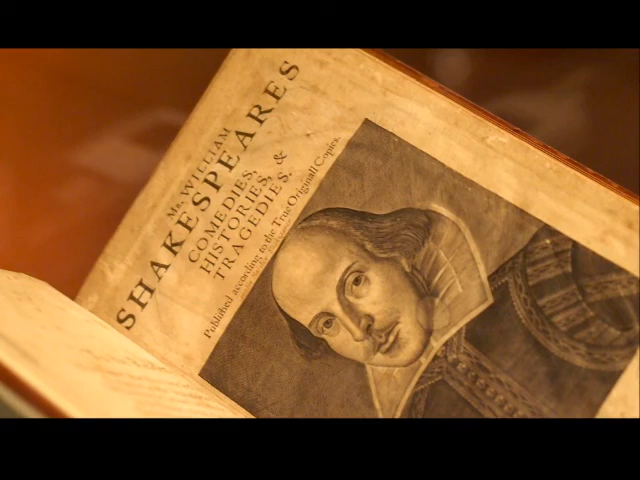 Mr. WILLIAM
SHAKESPEARES
COMEDIES,
HISTORIES, &
TRAGEDIES.
Published according to the True Originall Copies.